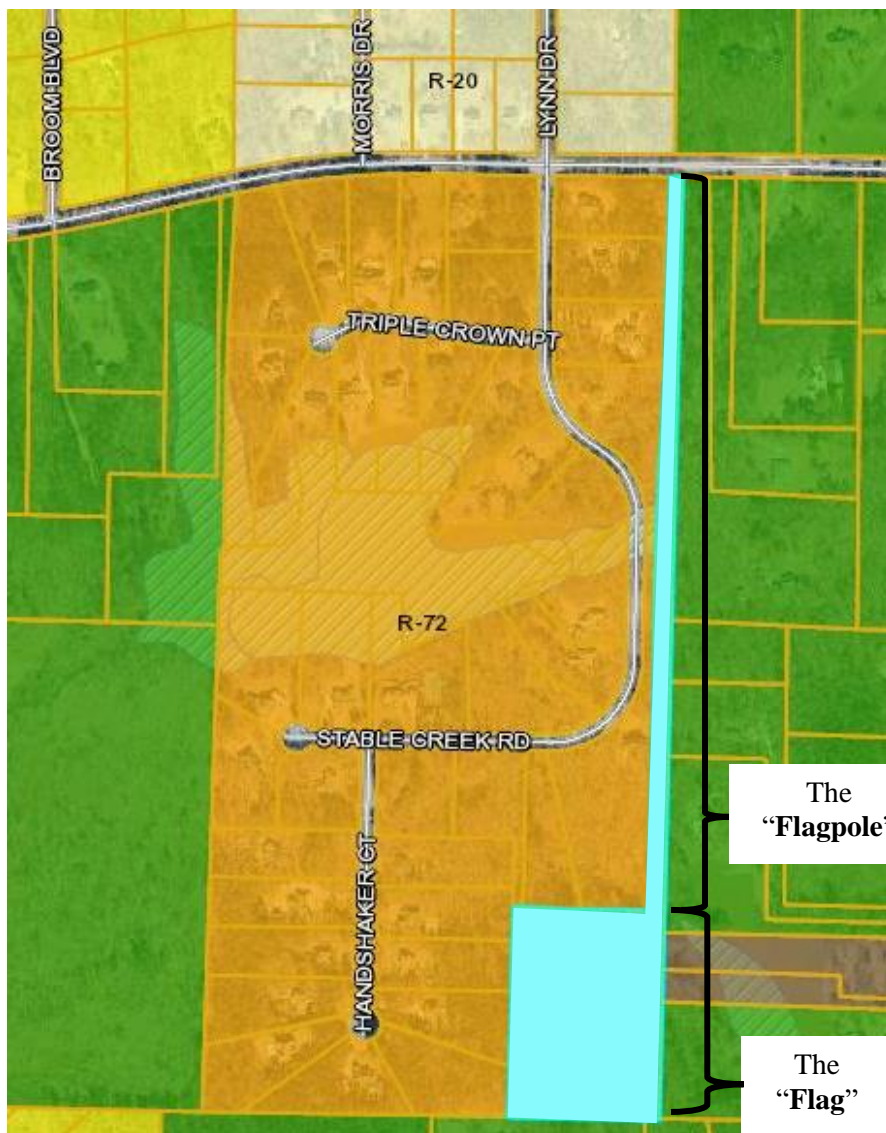 BROOM BLVD
MORRIS DR
R-20
LYNN DR
TRIPLE CROWN PT
R-72
STABLE CREEK RD
HANDSHAKER CT
The
“Flagpole”
The
“Flag”